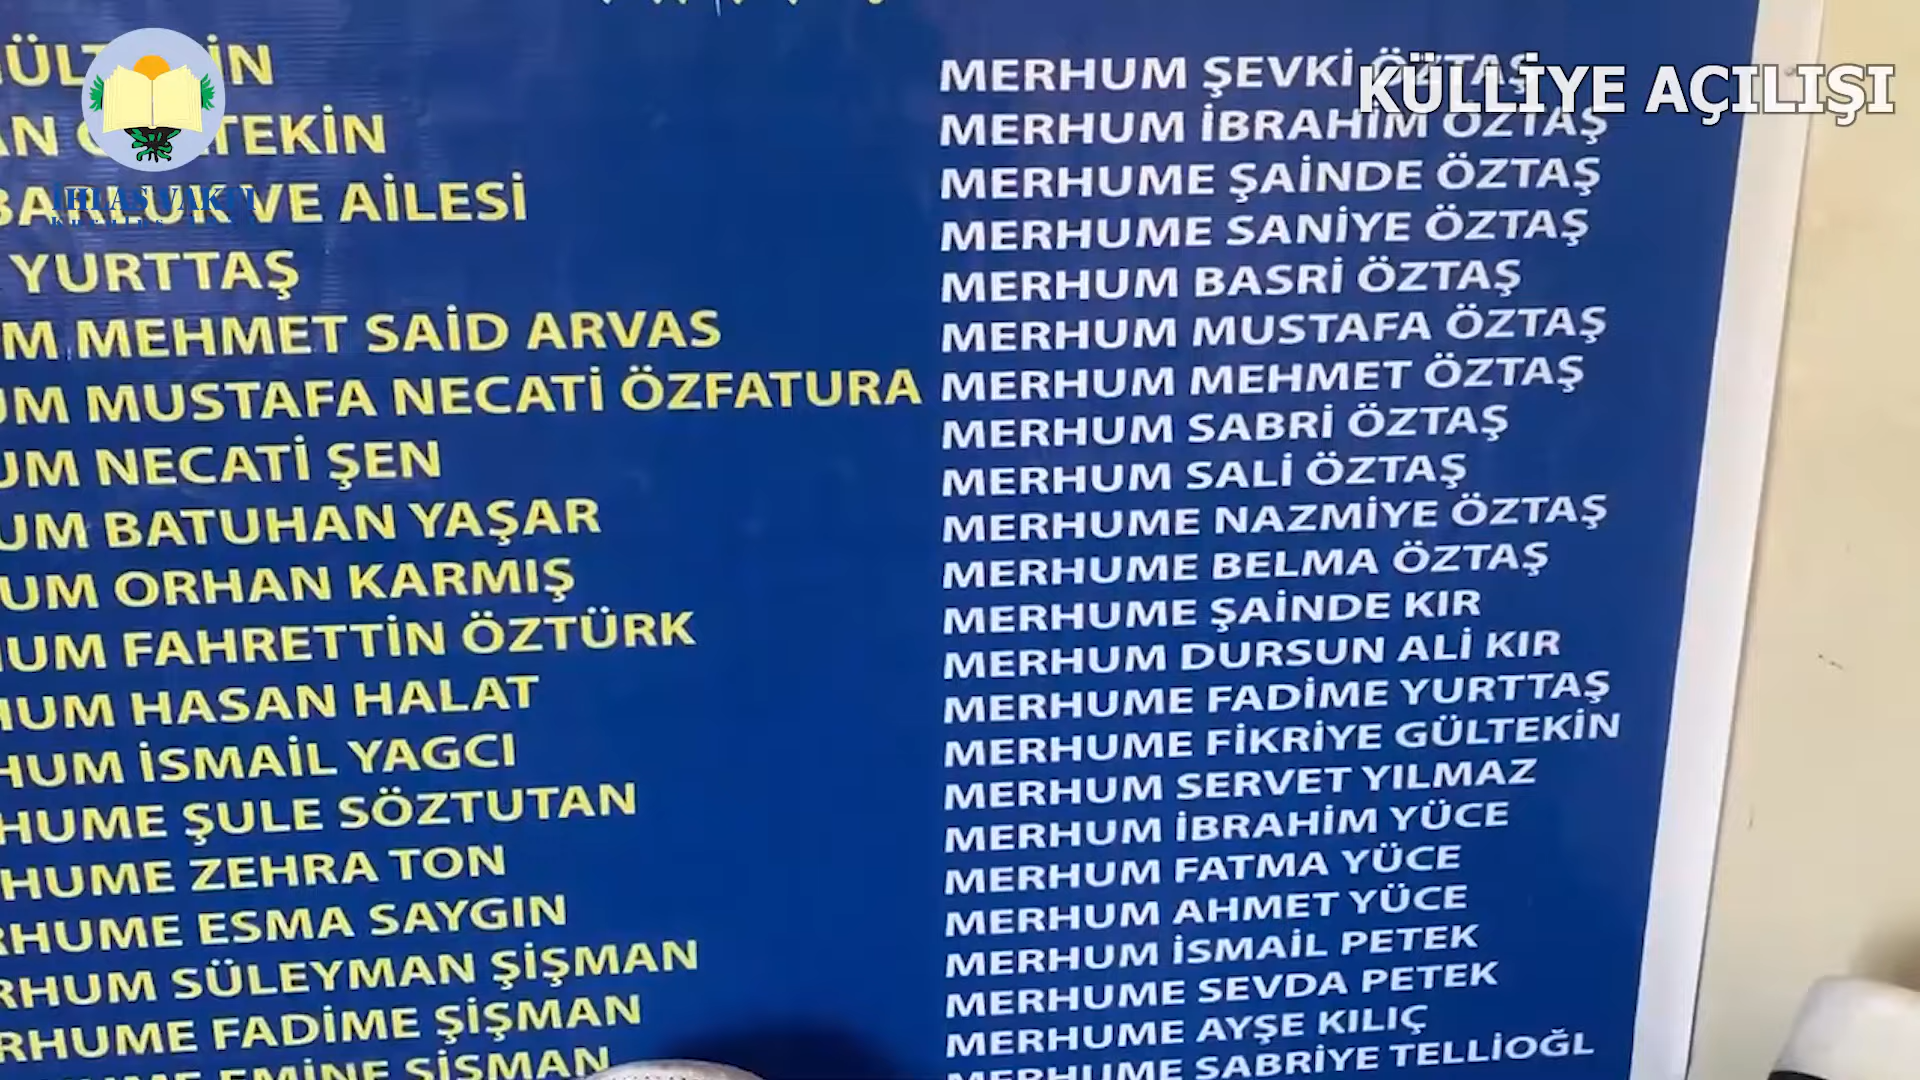 KÜLLİYE AÇILIŞI
İHLAS VAKFI
TEKİN
VE AİLESİ
YURTTAŞ
UM MEHMET SAİD ARVAS
UM MUSTAFA NECATİ ÖZFATURA
UM NECATİ ŞEN
UM BATUHAN YAŞAR
UM ORHAN KARMIŞ
HUM FAHRETTİN ÖZTÜRK
HUM HASAN HALAT
HUM İSMAİL YAGCI
HUME ŞULE SÖZTUTAN
HUME ZEHRA TON
RHUME ESMA SAYGIN
RHUM SÜLEYMAN ŞİŞMAN
RHUME FADİME ŞİŞMAN
EMİNE ŞİŞMAN
MERHUM ŞEVKİ ÖZTAŞ
MERHUM İBRAHİM ÖZTAŞ
MERHUME ŞAİNDE ÖZTAŞ
MERHUME SANİYE ÖZTAŞ
MERHUM BASRİ ÖZTAŞ
MERHUM MUSTAFA ÖZTAŞ
MERHUM MEHMET ÖZTAŞ
MERHUM SABRİ ÖZTAŞ
MERHUM SALİ ÖZTAŞ
MERHUME NAZMİYE ÖZTAŞ
MERHUME BELMA ÖZTAŞ
MERHUME ŞAİNDE KIR
MERHUM DURSUN ALİ KIR
MERHUME FADİME YURTTAŞ
MERHUME FİKRİYE GÜLTEKİN
MERHUM SERVET YILMAZ
MERHUM İBRAHİM YÜCE
MERHUM FATMA YÜCE
MERHUM AHMET YÜCE
MERHUM İSMAİL PETEK
MERHUME SEVDA PETEK
MERHUME AYŞE KILIÇ
MERHUME SABRİYE TELLİOĞL